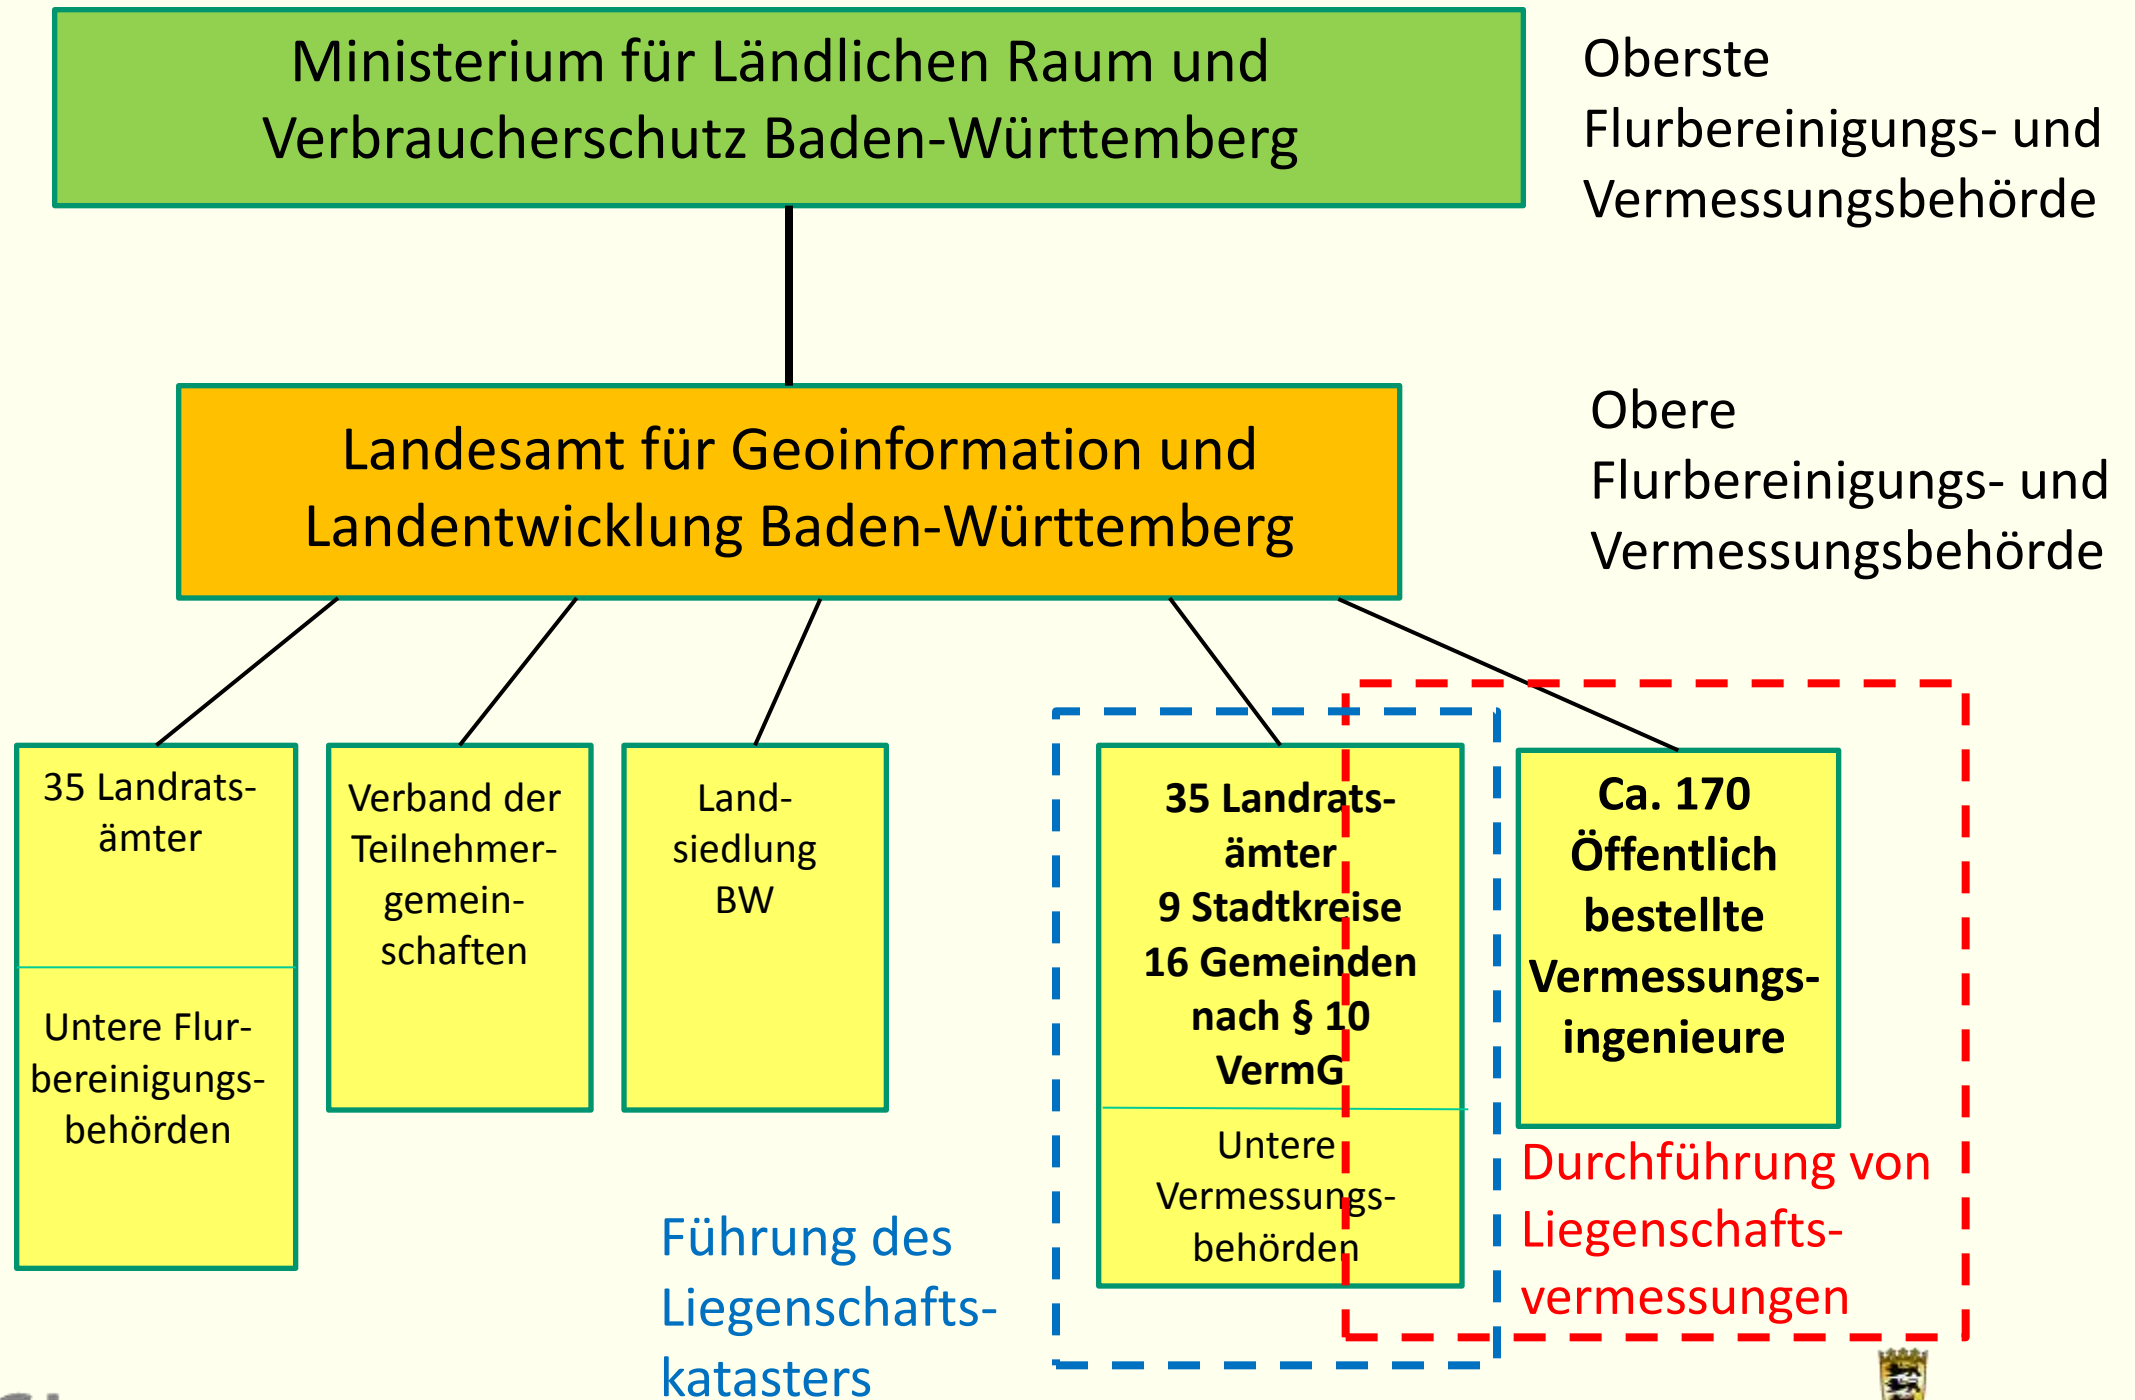 Ministerium für Ländlichen Raum und
Verbraucherschutz Baden-Württemberg
Oberste
Flurbereinigungs- und
Vermessungsbehörde
Landesamt für Geoinformation und
Landentwicklung Baden-Württemberg
Obere
Flurbereinigungs- und
Vermessungsbehörde
35 Landrats-
ämter
Untere Flur-
bereinigungs-
behörden
Verband der
Teilnehmer-
gemein-
schaften
Land-
siedlung
BW
35 Landrats-
ämter
9 Stadtkreise
16 Gemeinden
nach § 10
VermG
Untere
Vermessungs-
behörden
Ca. 170
Öffentlich
bestellte
Vermessungs-
ingenieure
Durchführung von
Liegenschafts-
vermessungen
Führung des
Liegenschafts-
katasters